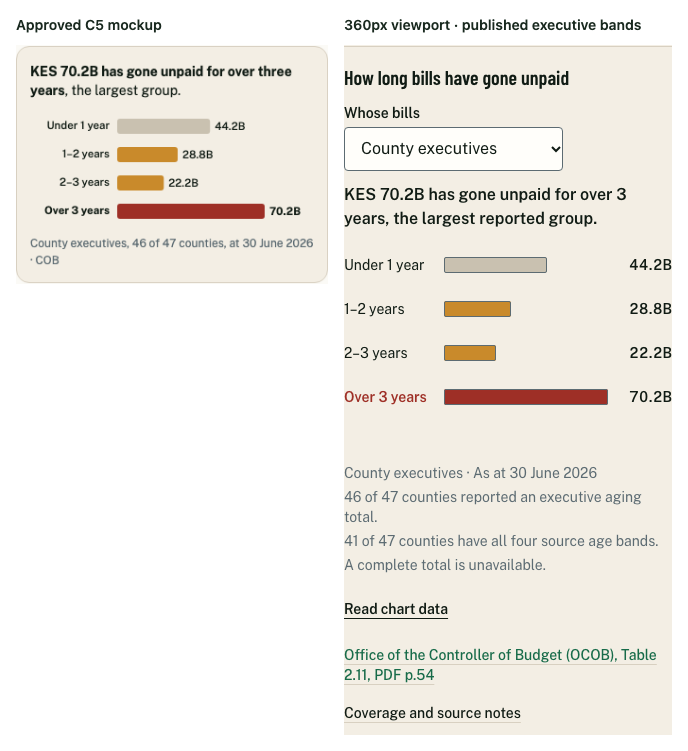 Approved C5 mockup
KES 70.2B has gone unpaid for over three
years, the largest group.
Under 1 year 44.2B
1–2 years 28.8B
2–3 years 22.2B
Over 3 years 70.2B
County executives, 46 of 47 counties, at 30 June 2026
· COB
360px viewport · published executive bands
How long bills have gone unpaid
Whose bills
County executives
KES 70.2B has gone unpaid for over 3
years, the largest reported group.
Under 1 year 44.2B
1–2 years 28.8B
2–3 years 22.2B
Over 3 years 70.2B
County executives · As at 30 June 2026
46 of 47 counties reported an executive aging
total.
41 of 47 counties have all four source age bands.
A complete total is unavailable.
Read chart data
Office of the Controller of Budget (OCOB), Table
2.11, PDF p.54
Coverage and source notes